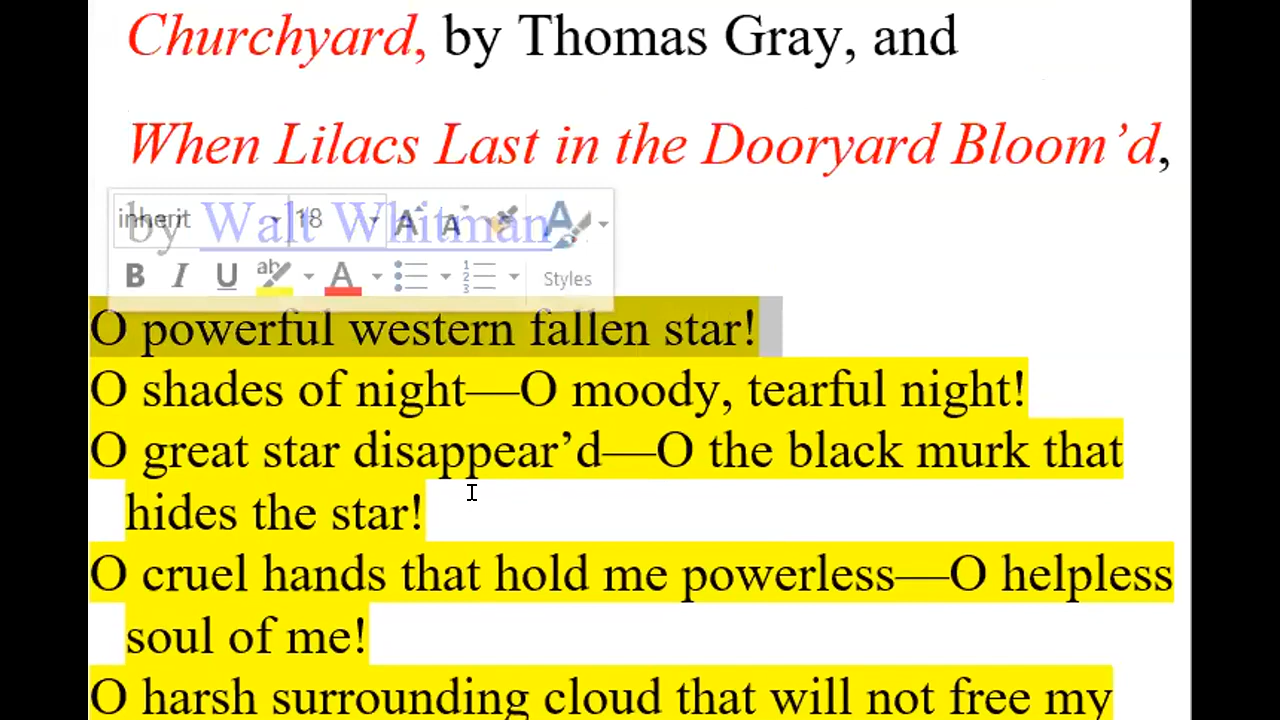 Churchyard, by Thomas Gray, and
When Lilacs Last in the Dooryard Bloom’d,
by Walt Whitman.
inherit 18
B I U ab A Styles
O powerful western fallen star!
O shades of night—O moody, tearful night!
O great star disappear’d—O the black murk that
hides the star!
O cruel hands that hold me powerless—O helpless
soul of me!
O harsh surrounding cloud that will not free my